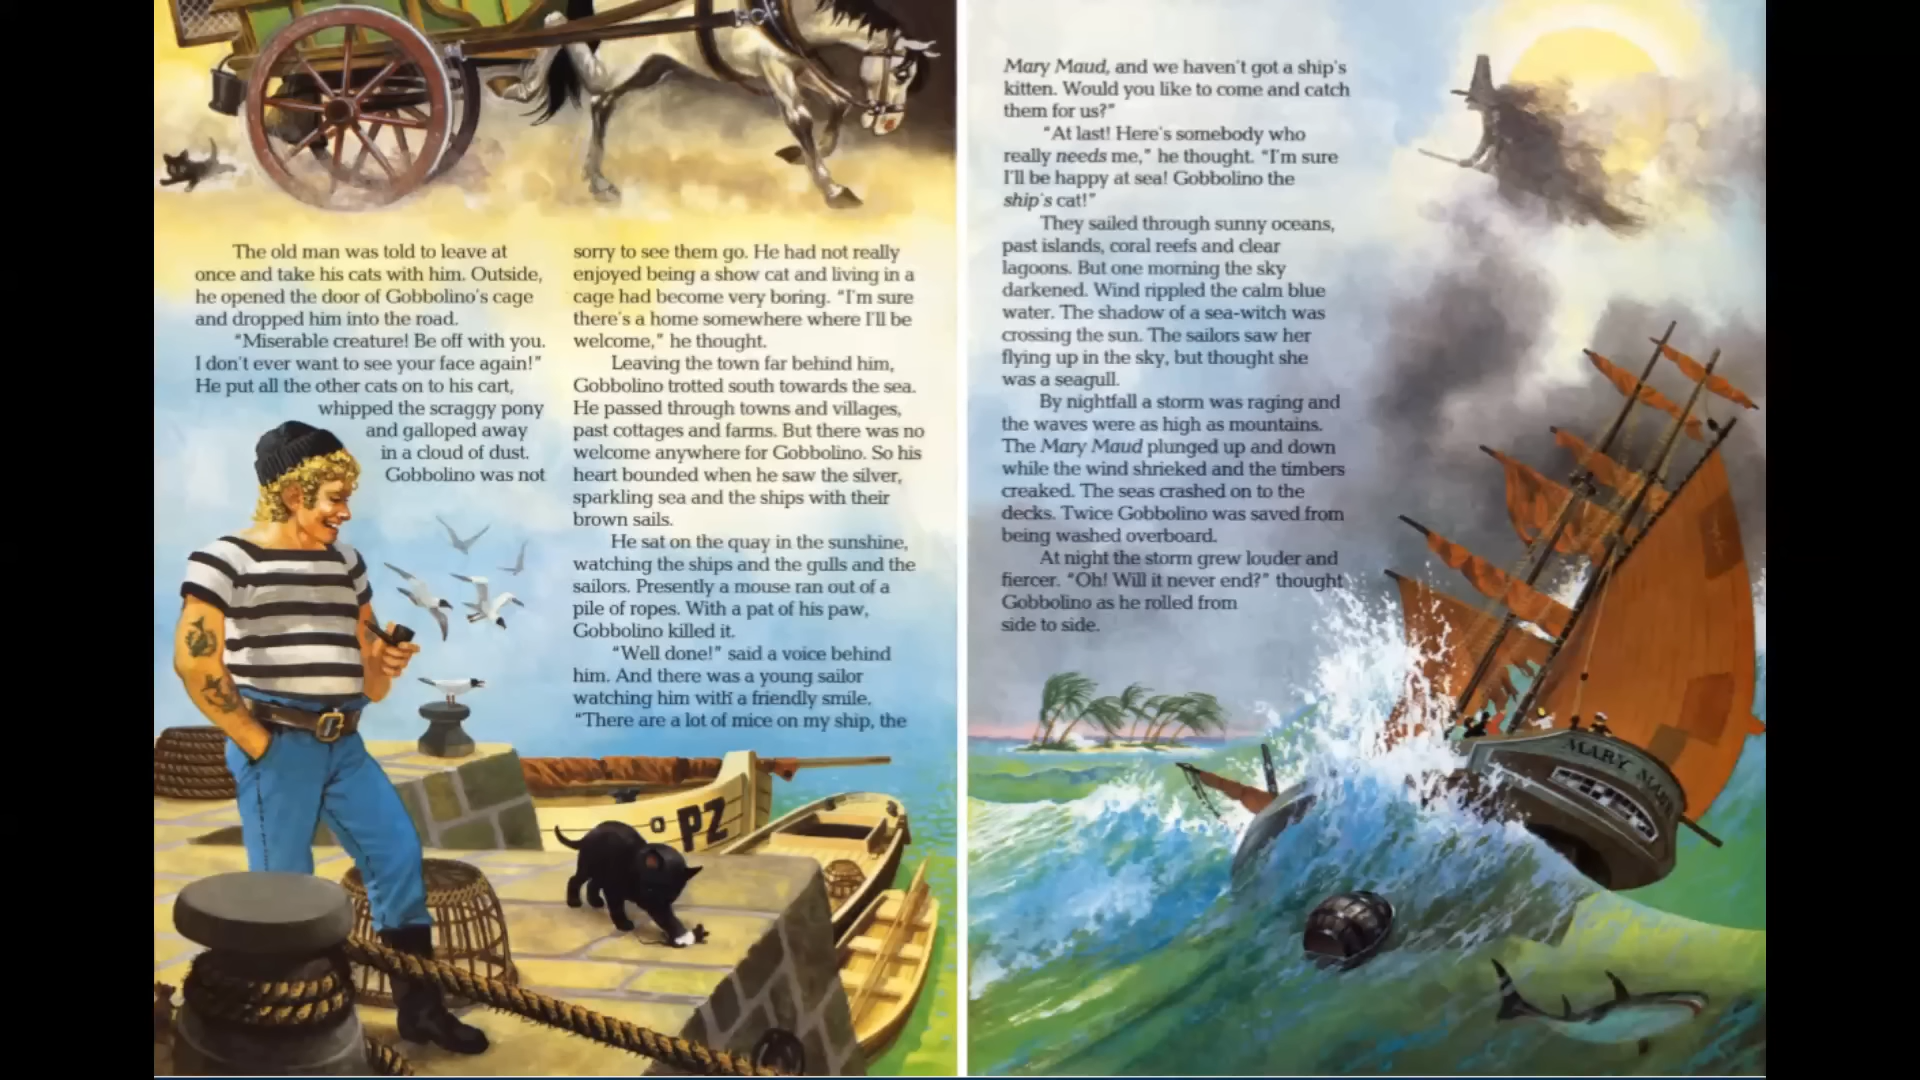 The old man was told to leave at
once and take his cats with him. Outside,
he opened the door of Gobbolino's cage
and dropped him into the road.
"Miserable creature! Be off with you.
I don't ever want to see your face again!"
He put all the other cats on to his cart,
whipped the scraggy pony
and galloped away
in a cloud of dust.
Gobbolino was not
sorry to see them go. He had not really
enjoyed being a show cat and living in a
cage had become very boring. "I'm sure
there's a home somewhere where I'll be
welcome," he thought.
Leaving the town far behind him,
Gobbolino trotted south towards the sea.
He passed through towns and villages,
past cottages and farms. But there was no
welcome anywhere for Gobbolino. So his
heart bounded when he saw the silver,
sparkling sea and the ships with their
brown sails.
He sat on the quay in the sunshine,
watching the ships and the gulls and the
sailors. Presently a mouse ran out of a
pile of ropes. With a pat of his paw,
Gobbolino killed it.
"Well done!" said a voice behind
him. And there was a young sailor
watching him with a friendly smile.
"There are a lot of mice on my ship, the
PZ
Mary Maud, and we haven't got a ship's
kitten. Would you like to come and catch
them for us?"
"At last! Here's somebody who
really needs me," he thought. "I'm sure
I'll be happy at sea! Gobbolino the
ship's cat!"
They sailed through sunny oceans,
past islands, coral reefs and clear
lagoons. But one morning the sky
darkened. Wind rippled the calm blue
water. The shadow of a sea-witch was
crossing the sun. The sailors saw her
flying up in the sky, but thought she
was a seagull.
By nightfall a storm was raging and
the waves were as high as mountains.
The Mary Maud plunged up and down
while the wind shrieked and the timbers
creaked. The seas crashed on to the
decks. Twice Gobbolino was saved from
being washed overboard.
At night the storm grew louder and
fiercer. "Oh! Will it never end?" thought
Gobbolino as he rolled from
side to side.
MARY MAUD